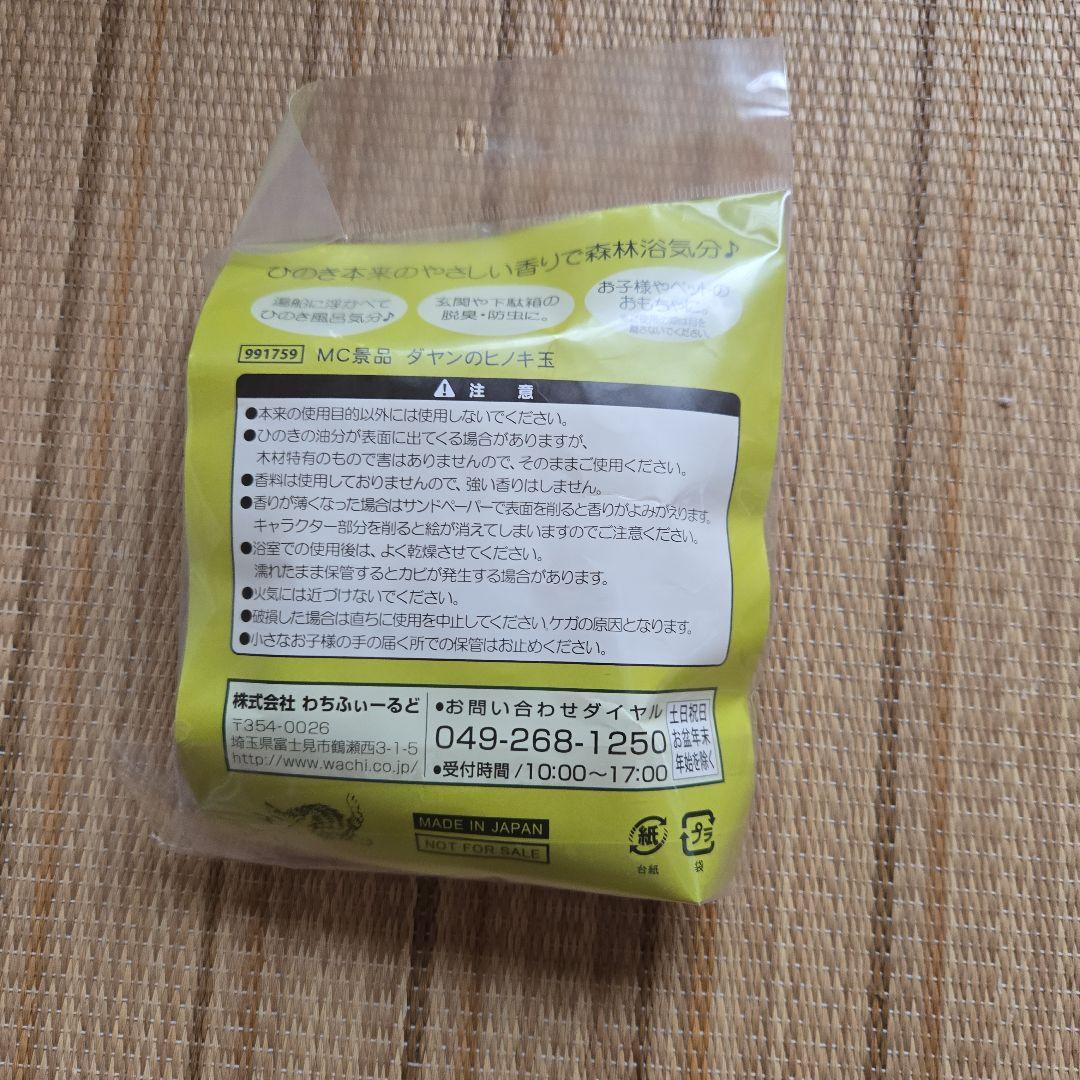 ひのき本来のやさしい香りで森林浴気分♪
湯船に浮かべて
ひのき風呂気分♪
玄関や下駄箱の
脱臭・防虫に。
お子様やペットの
おもちゃに。
991759 MC景品 ダヤンのヒノキ玉
注意
●本来の使用目的以外には使用しないでください。
●ひのきの油分が表面に出てくる場合がありますが、
木材特有のもので害はありませんので、そのままご使用ください。
●香料は使用しておりませんので、強い香りはしません。
●香りが薄くなった場合はサンドペーパーで表面を削ると香りがよみがえります。
キャラクター部分を削ると絵が消えてしまいますのでご注意ください。
●浴室での使用後は、よく乾燥させてください。
濡れたまま保管するとカビが発生する場合があります。
●火気には近づけないでください。
●破損した場合は直ちに使用を中止してください。ケガの原因となります。
●小さなお子様の手の届く所での保管はお止めください。
株式会社 わちふぃーるど
〒354-0026
埼玉県富士見市鶴瀬西3-1-5
http://www.wachi.co.jp/
●お問い合わせダイヤル
049-268-1250
●受付時間/10:00〜17:00
土日祝日
お盆年末
年始を除く
MADE IN JAPAN
NOT FOR SALE
紙
台紙
プラ
袋